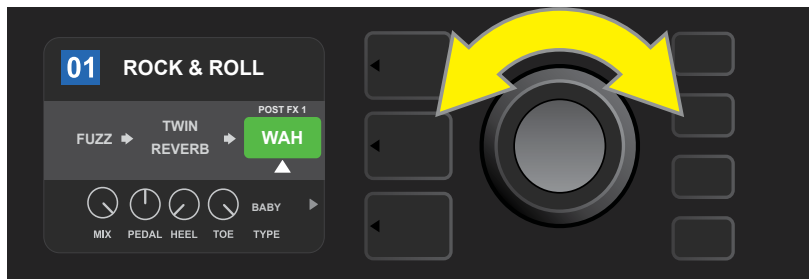 01 ROCK & ROLL
POST FX 1
FUZZ TWIN REVERB WAH
BABY
MIX PEDAL HEEL TOE TYPE